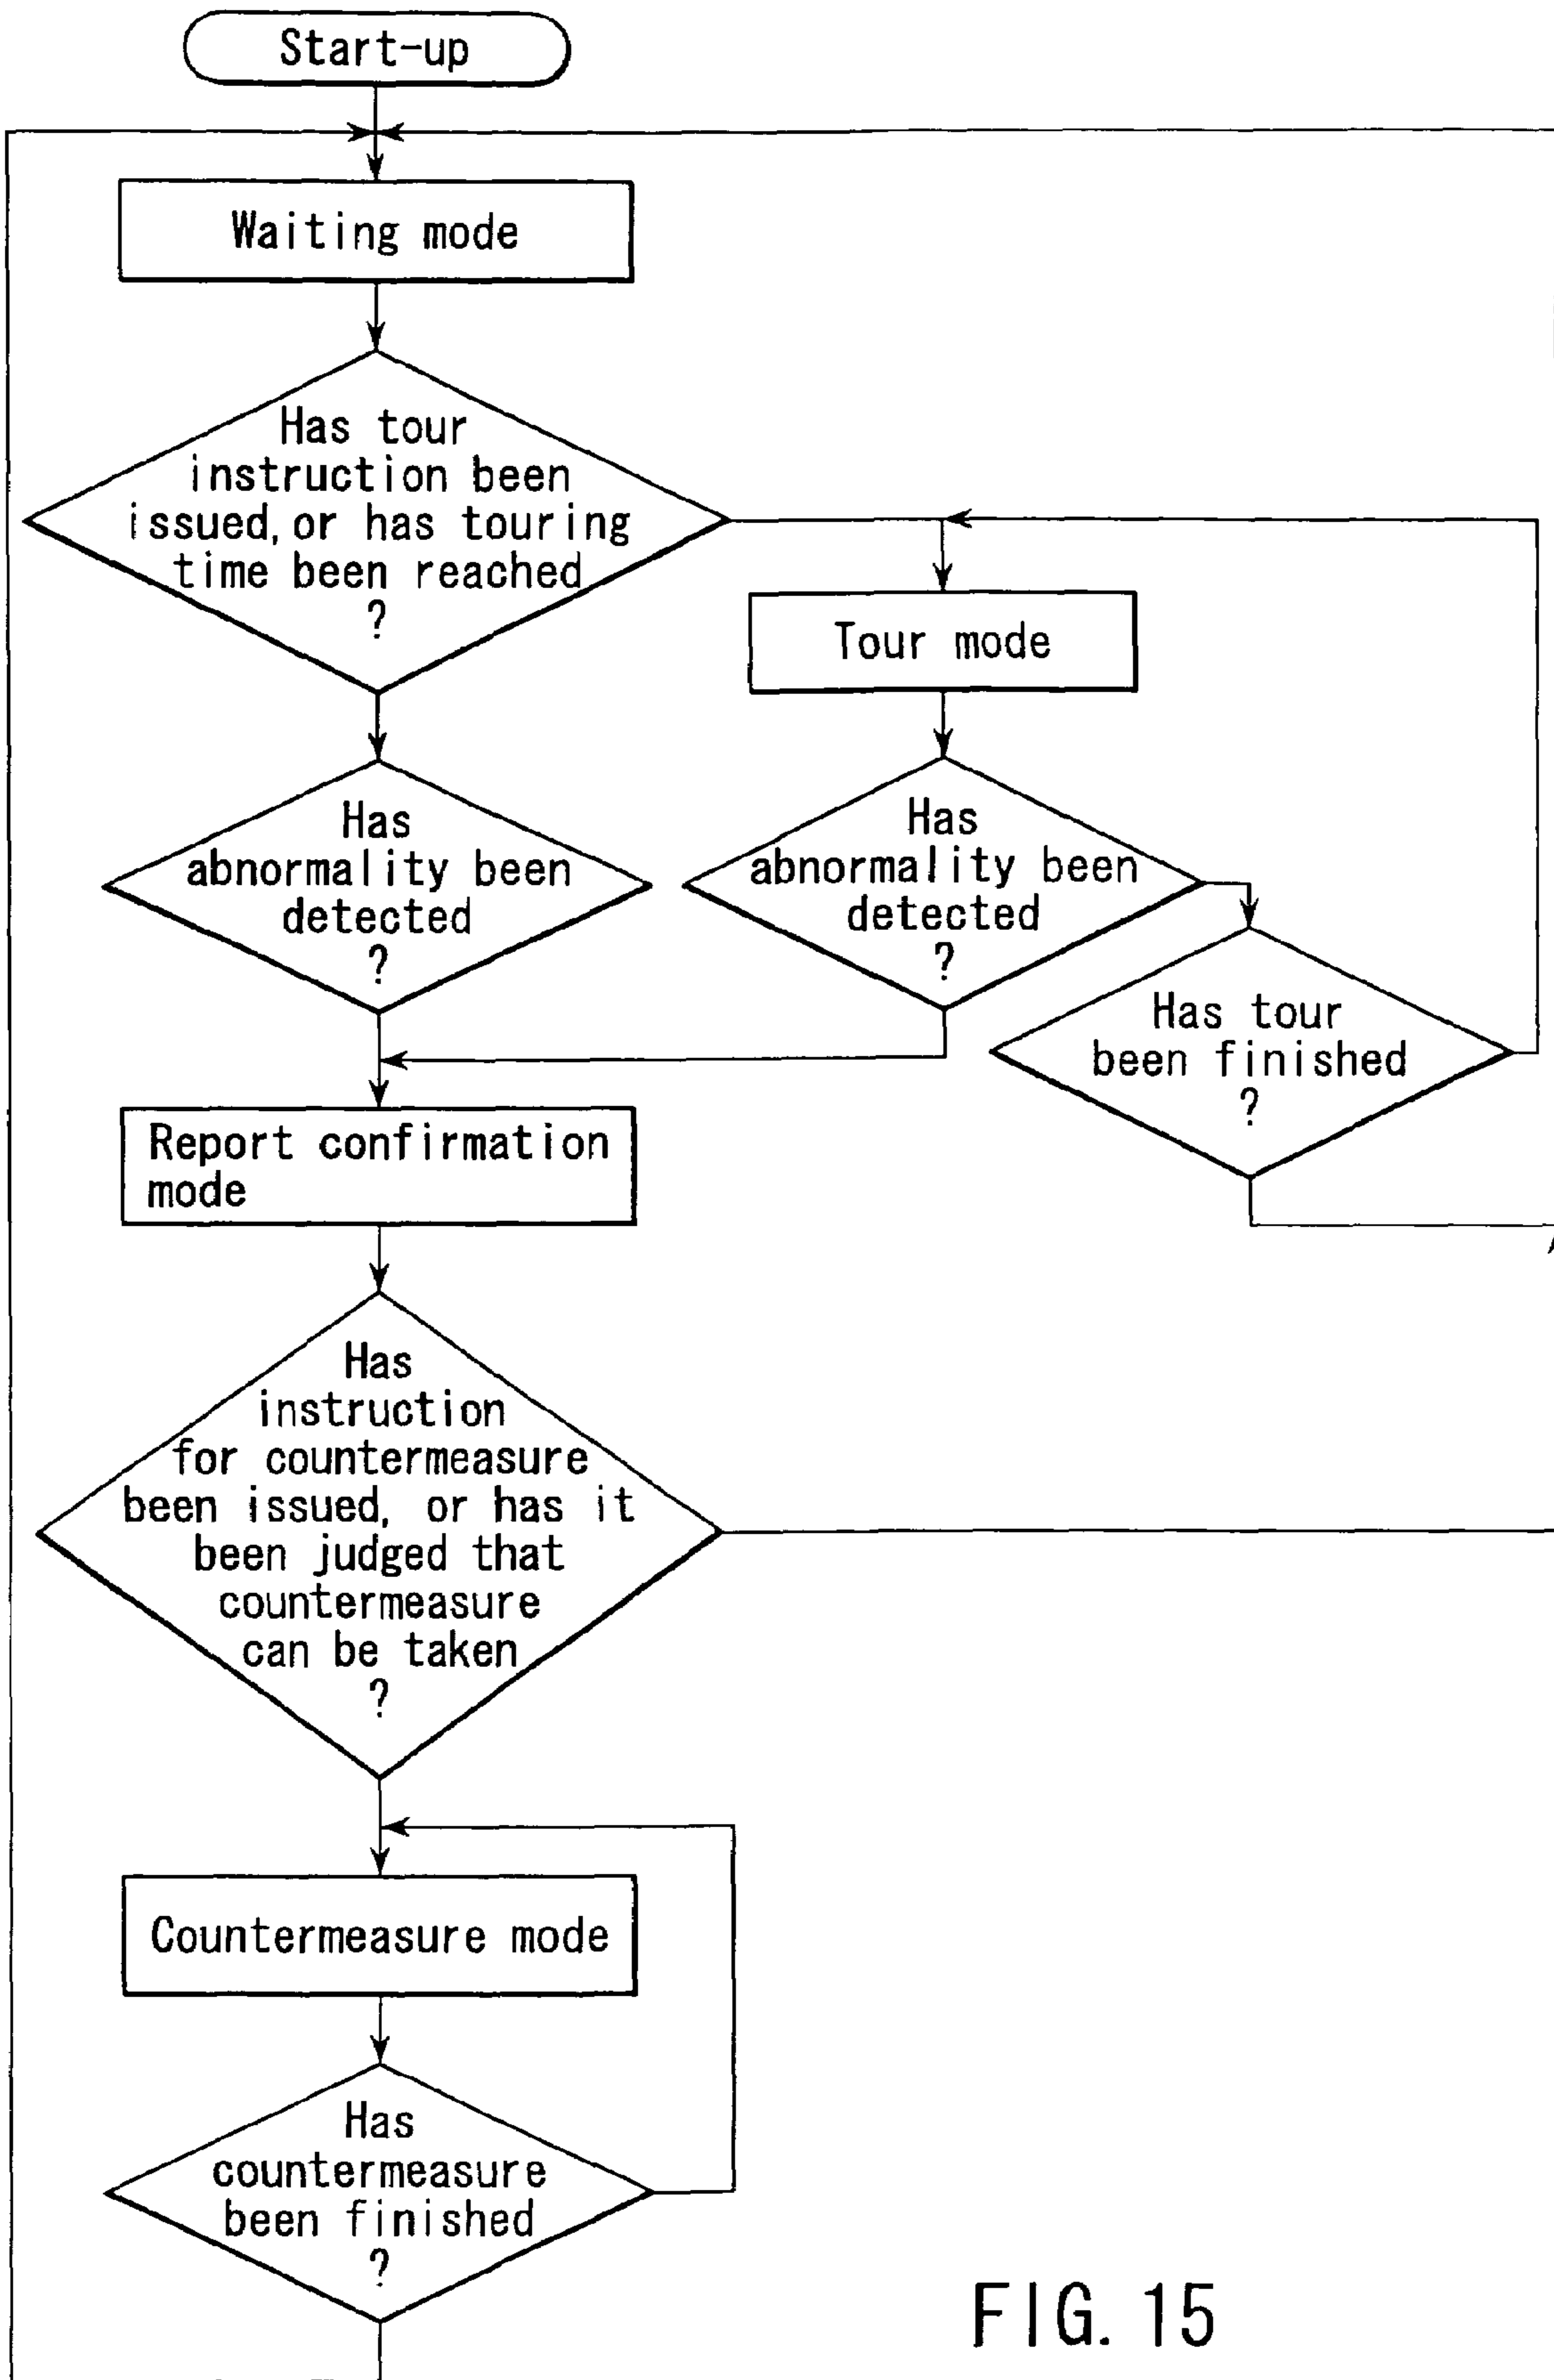 Start-up
Waiting mode
Has tour
instruction been
issued, or has touring
time been reached
?
Tour mode
Has
abnormality been
detected
?
Has
abnormality been
detected
?
Has tour
been finished
?
Report confirmation
mode
Has
instruction
for countermeasure
been issued, or has it
been judged that
countermeasure
can be taken
?
Countermeasure mode
Has
countermeasure
been finished
?
FIG. 15